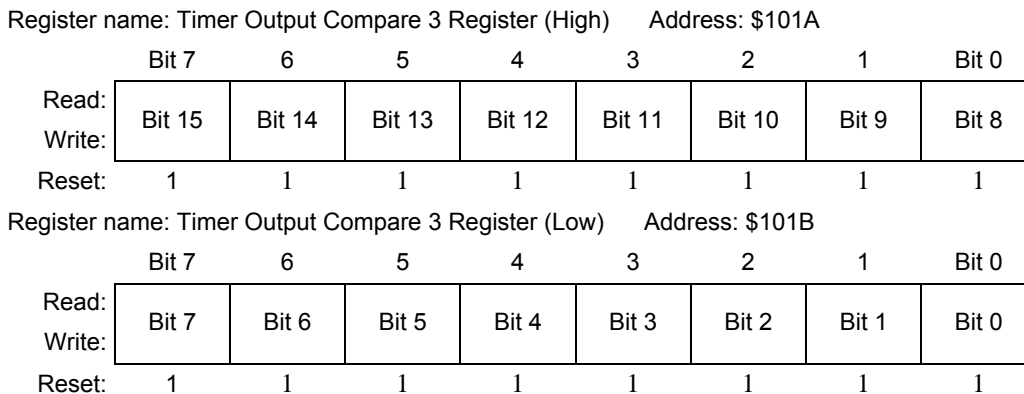 Register name: Timer Output Compare 3 Register (High) Address: $101A
Bit 7 6 5 4 3 2 1 Bit 0
Read:
Bit 15 Bit 14 Bit 13 Bit 12 Bit 11 Bit 10 Bit 9 Bit 8
Write:
Reset: 1 1 1 1 1 1 1 1
Register name: Timer Output Compare 3 Register (Low) Address: $101B
Bit 7 6 5 4 3 2 1 Bit 0
Read:
Bit 7 Bit 6 Bit 5 Bit 4 Bit 3 Bit 2 Bit 1 Bit 0
Write:
Reset: 1 1 1 1 1 1 1 1